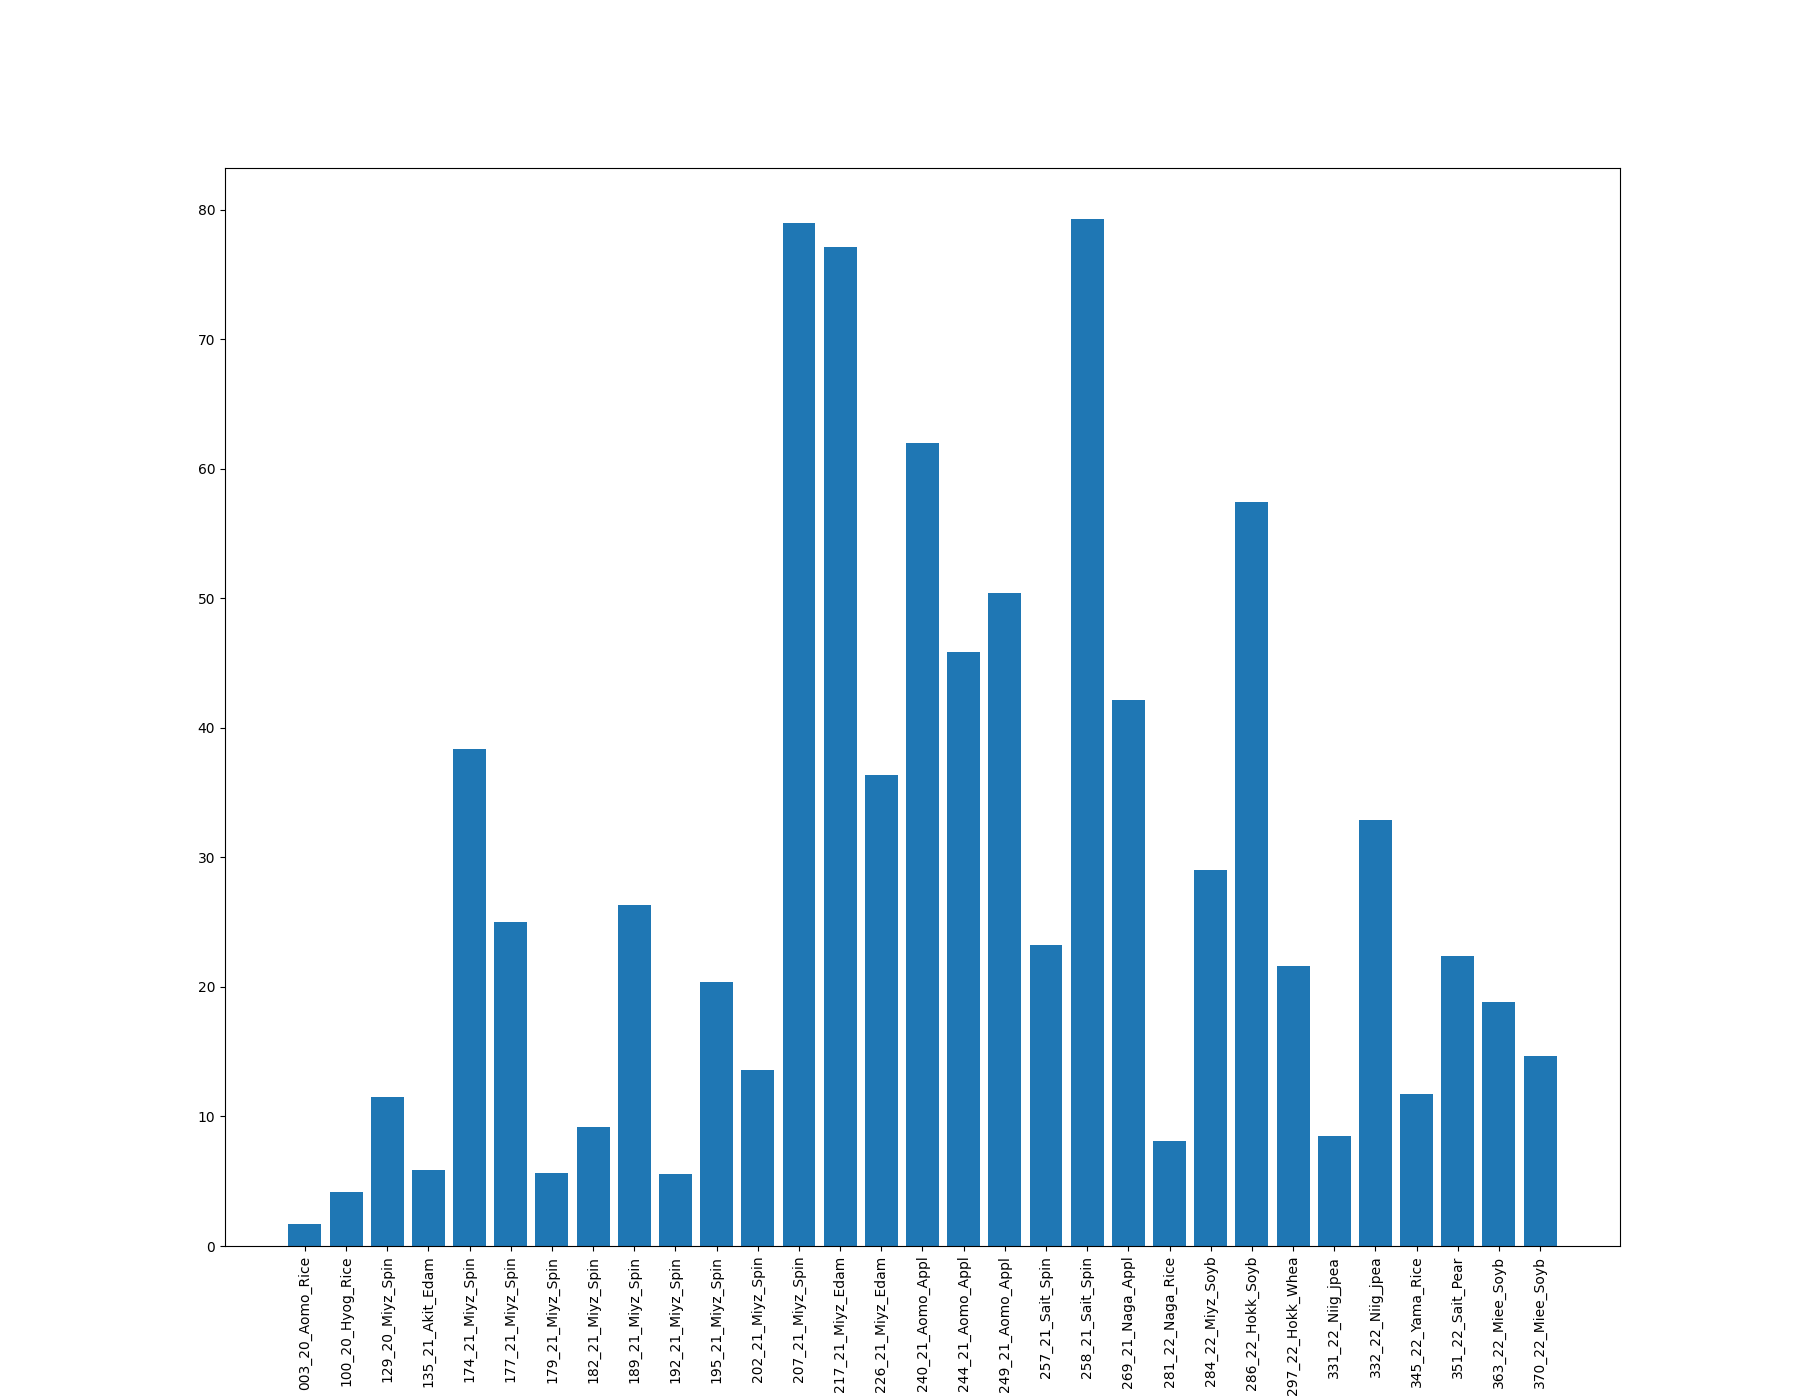 80
70
60
50
40
30
20
10
0
003_20_Aomo_Rice
100_20_Hyog_Rice
129_20_Miyz_Spin
135_21_Akit_Edam
174_21_Miyz_Spin
177_21_Miyz_Spin
179_21_Miyz_Spin
182_21_Miyz_Spin
189_21_Miyz_Spin
192_21_Miyz_Spin
195_21_Miyz_Spin
202_21_Miyz_Spin
207_21_Miyz_Spin
217_21_Miyz_Edam
226_21_Miyz_Edam
240_21_Aomo_Appl
244_21_Aomo_Appl
249_21_Aomo_Appl
257_21_Sait_Spin
258_21_Sait_Spin
269_21_Naga_Appl
281_22_Naga_Rice
284_22_Miyz_Soyb
286_22_Hokk_Soyb
297_22_Hokk_Whea
331_22_Niig_jpea
332_22_Niig_jpea
345_22_Yama_Rice
351_22_Sait_Pear
363_22_Miee_Soyb
370_22_Miee_Soyb